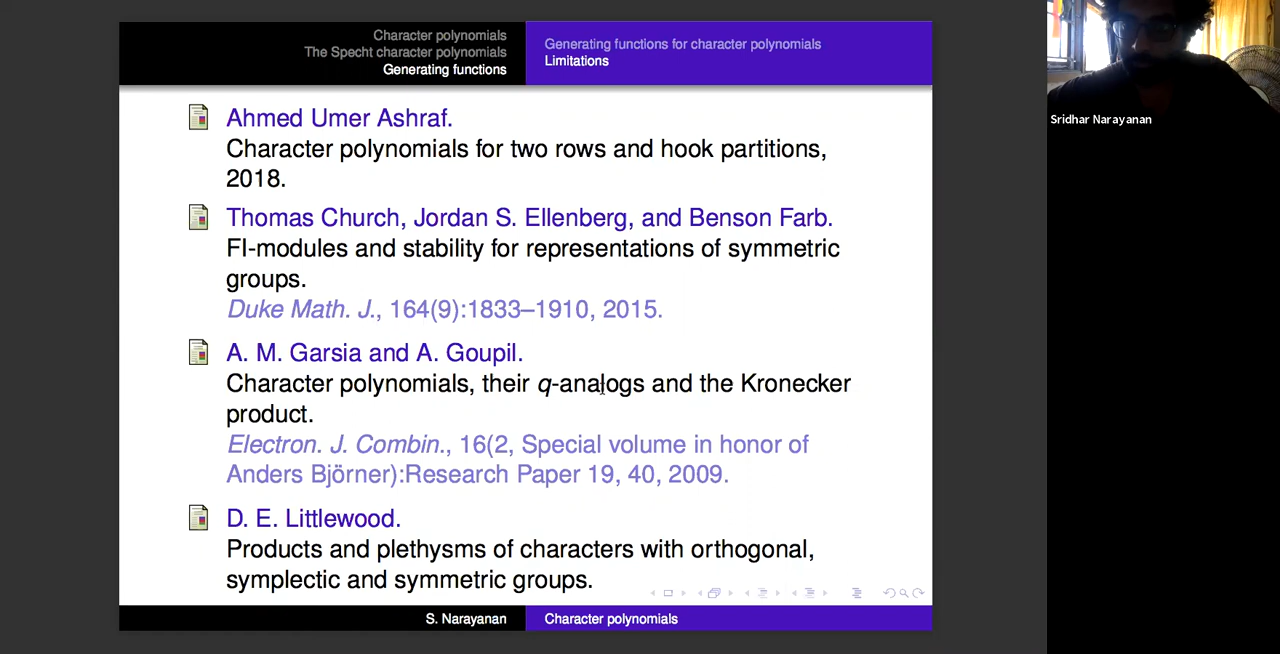 Character polynomials
The Specht character polynomials
Generating functions
Generating functions for character polynomials
Limitations
Ahmed Umer Ashraf.
Character polynomials for two rows and hook partitions,
2018.
Thomas Church, Jordan S. Ellenberg, and Benson Farb.
FI-modules and stability for representations of symmetric
groups.
Duke Math. J., 164(9):1833–1910, 2015.
A. M. Garsia and A. Goupil.
Character polynomials, their q-analogs and the Kronecker
product.
Electron. J. Combin., 16(2, Special volume in honor of
Anders Björner):Research Paper 19, 40, 2009.
D. E. Littlewood.
Products and plethysms of characters with orthogonal,
symplectic and symmetric groups.
S. Narayanan
Character polynomials
Sridhar Narayanan